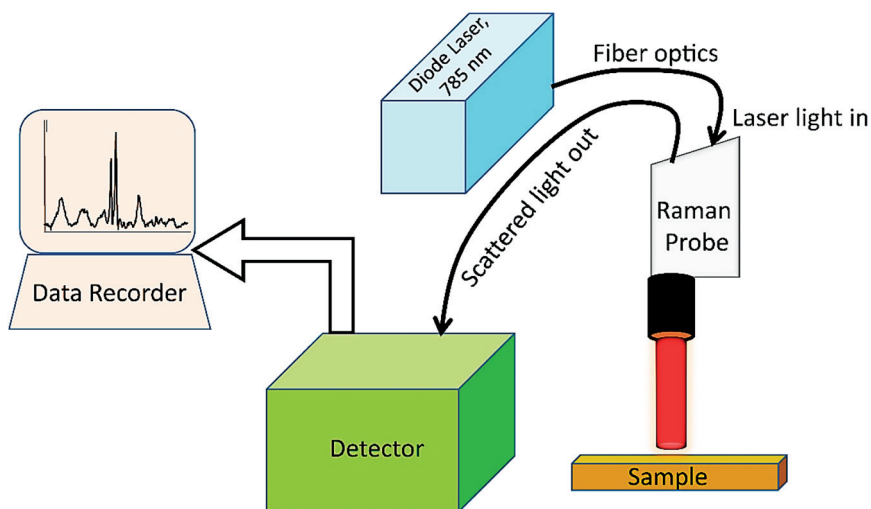 Diode Laser,
785 nm
Fiber optics
Laser light in
Scattered light out
Raman
Probe
Data Recorder
Detector
Sample